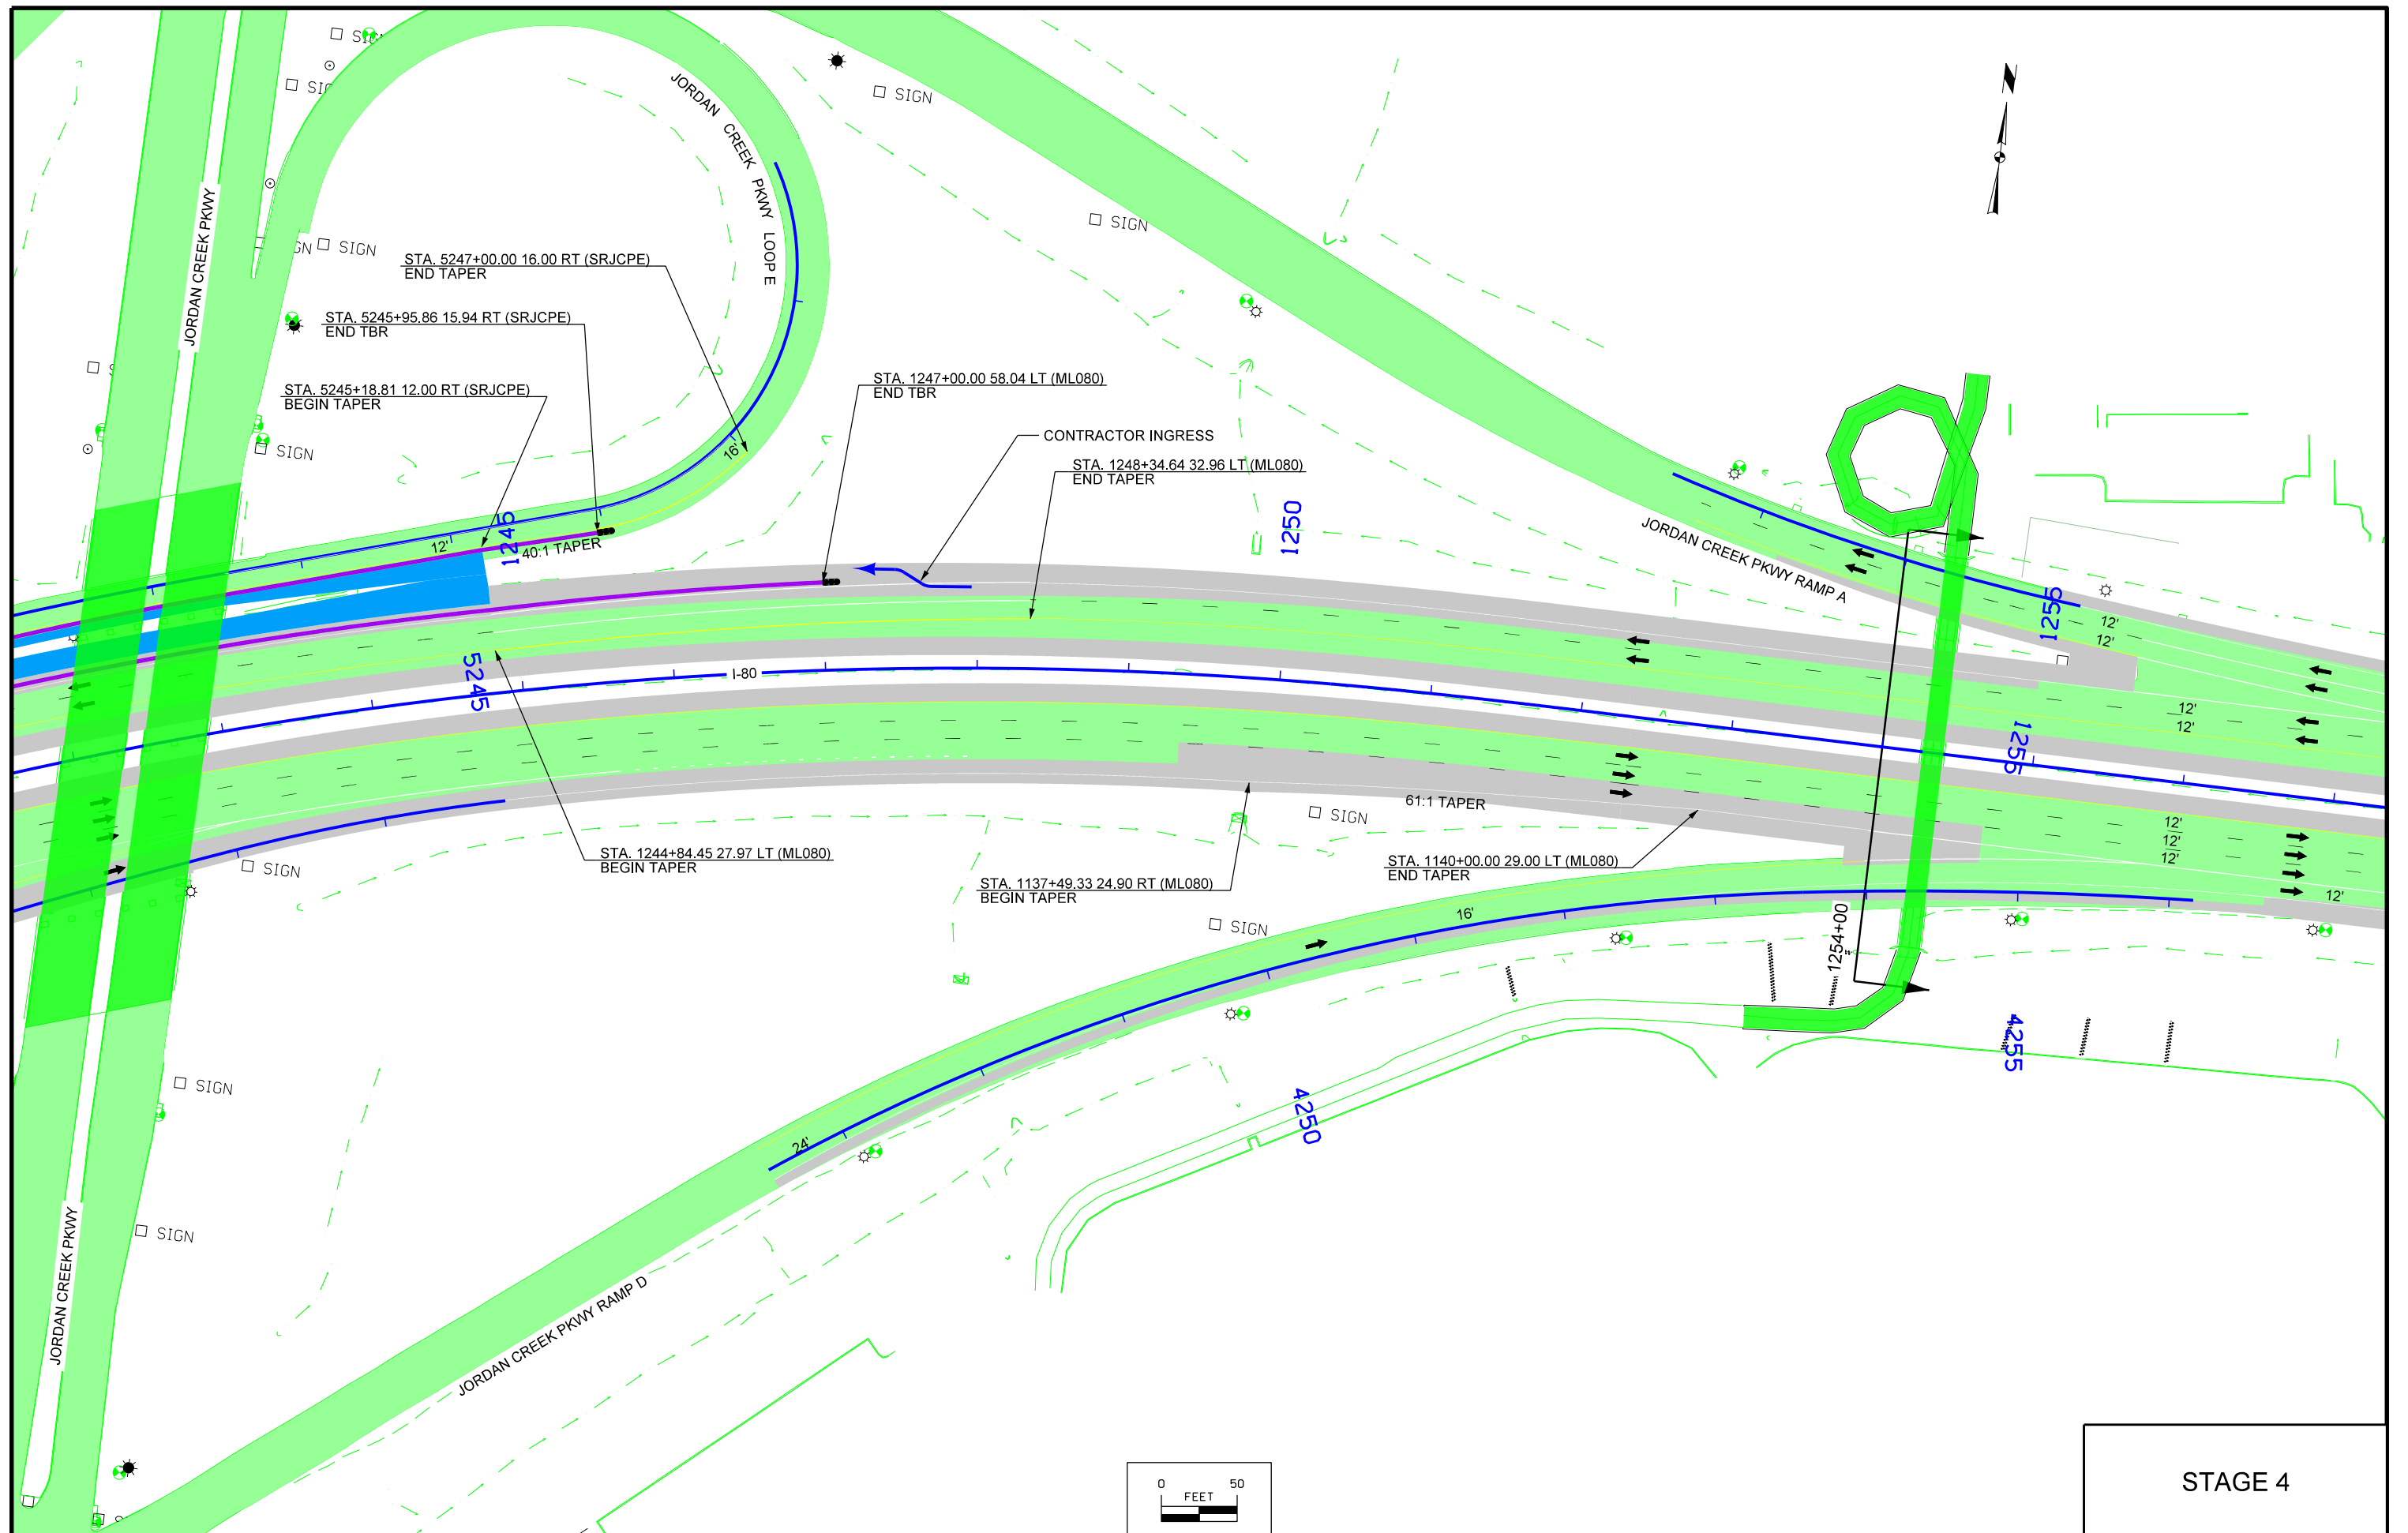 SIGN
JORDAN CREEK PKWY LOOP E
SIGN
JORDAN CREEK PKWY
SIGN
SIGN
N
STA. 5247+00.00 16.00 RT (SRJCPE)
END TAPER
STA. 5245+95.86 15.94 RT (SRJCPE)
END TBR
STA. 5245+18.81 12.00 RT (SRJCPE)
BEGIN TAPER
STA. 1247+00.00 58.04 LT (ML080)
END TBR
CONTRACTOR INGRESS
STA. 1248+34.64 32.96 LT (ML080)
END TAPER
SIGN
16'
12'
1245
40:1 TAPER
1250
JORDAN CREEK PKWY RAMP A
1255
12'
12'
5245
I-80
12'
12'
1255
61:1 TAPER
SIGN
12'
12'
12'
12'
SIGN
STA. 1244+84.45 27.97 LT (ML080)
BEGIN TAPER
STA. 1137+49.33 24.90 RT (ML080)
BEGIN TAPER
STA. 1140+00.00 29.00 LT (ML080)
END TAPER
SIGN
16'
1254+00
4255
SIGN
24'
4250
SIGN
JORDAN CREEK PKWY
JORDAN CREEK PKWY RAMP D
0 50
FEET
STAGE 4